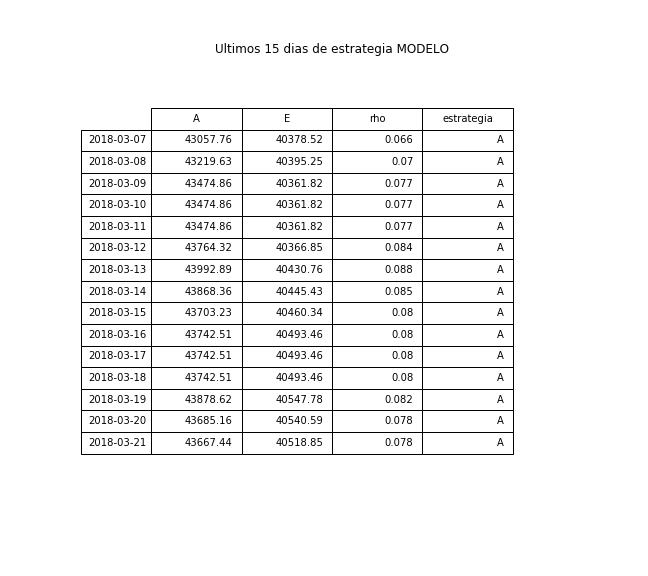 Ultimos 15 dias de estrategia MODELO
A E rho estrategia
2018-03-07 43057.76 40378.52 0.066 A
2018-03-08 43219.63 40395.25 0.07 A
2018-03-09 43474.86 40361.82 0.077 A
2018-03-10 43474.86 40361.82 0.077 A
2018-03-11 43474.86 40361.82 0.077 A
2018-03-12 43764.32 40366.85 0.084 A
2018-03-13 43992.89 40430.76 0.088 A
2018-03-14 43868.36 40445.43 0.085 A
2018-03-15 43703.23 40460.34 0.08 A
2018-03-16 43742.51 40493.46 0.08 A
2018-03-17 43742.51 40493.46 0.08 A
2018-03-18 43742.51 40493.46 0.08 A
2018-03-19 43878.62 40547.78 0.082 A
2018-03-20 43685.16 40540.59 0.078 A
2018-03-21 43667.44 40518.85 0.078 A